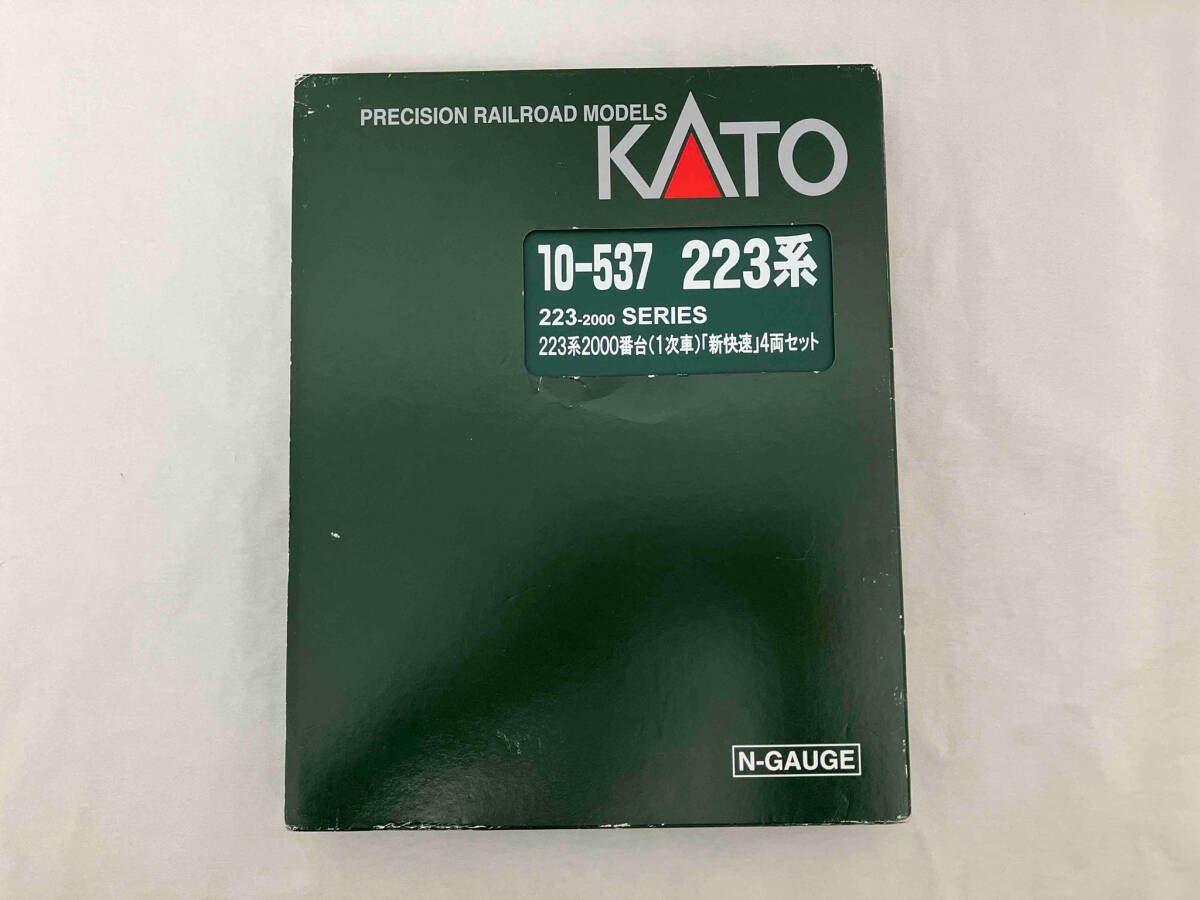 PRECISION RAILROAD MODELS
KATO
10-537 223系
223-2000 SERIES
223系2000番台(1次車)「新快速」4両セット
N-GAUGE